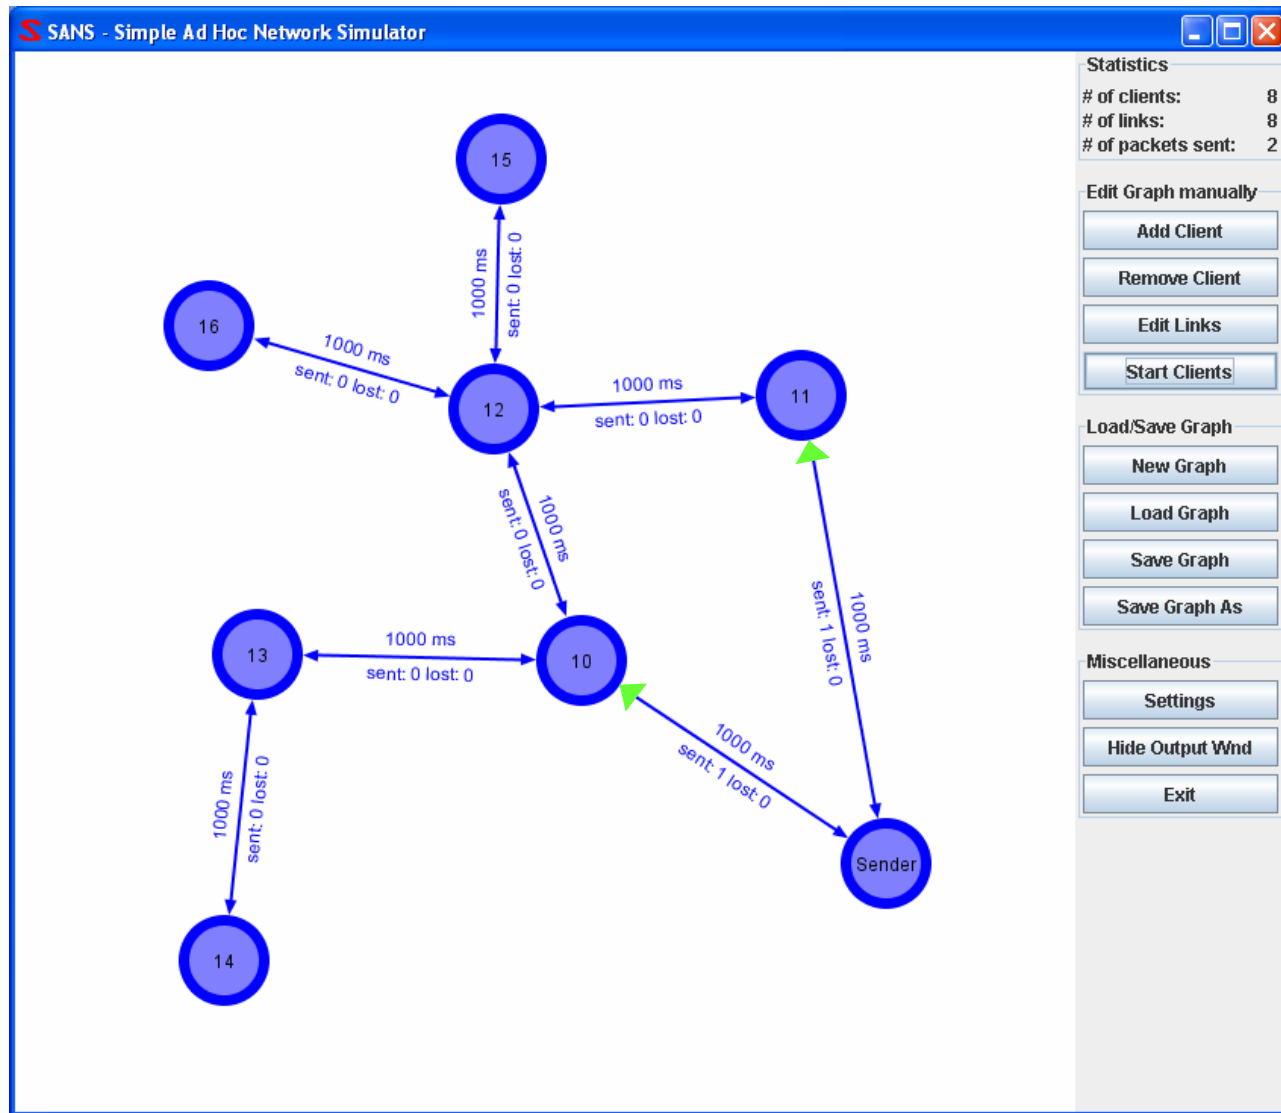 SANS - Simple Ad Hoc Network Simulator
Statistics
# of clients: 8
# of links: 8
# of packets sent: 2
Edit Graph manually
Add Client
Remove Client
Edit Links
Start Clients
Load/Save Graph
New Graph
Load Graph
Save Graph
Save Graph As
Miscellaneous
Settings
Hide Output Wnd
Exit
15
1000 ms
sent: 0 lost: 0
16
1000 ms
sent: 0 lost: 0
12
1000 ms
sent: 0 lost: 0
11
1000 ms
sent: 0 lost: 0
1000 ms
sent: 1 lost: 0
13
1000 ms
sent: 0 lost: 0
10
1000 ms
sent: 1 lost: 0
1000 ms
sent: 0 lost: 0
Sender
14